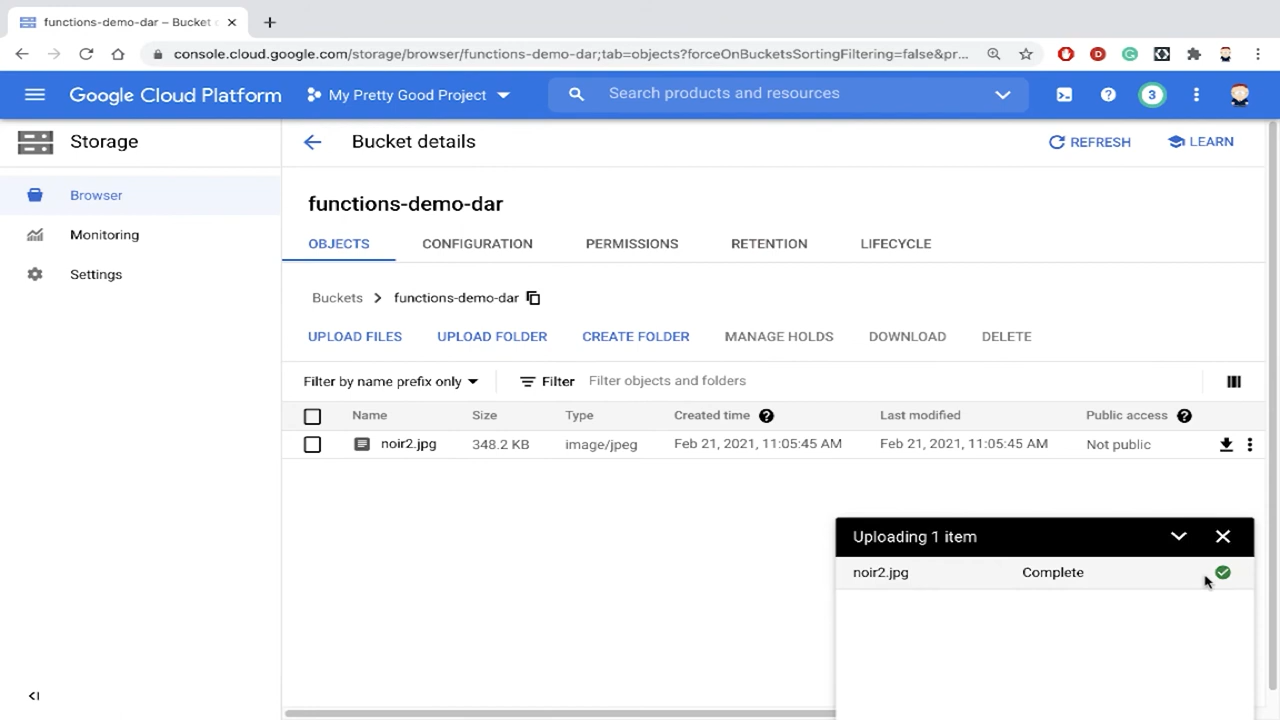 functions-demo-dar – Bucket
console.cloud.google.com/storage/browser/functions-demo-dar;tab=objects?forceOnBucketsSortingFiltering=false&pr...
Google Cloud Platform My Pretty Good Project Search products and resources 3
Storage Bucket details REFRESH LEARN
Browser
Monitoring
Settings
functions-demo-dar
OBJECTS CONFIGURATION PERMISSIONS RETENTION LIFECYCLE
Buckets functions-demo-dar
UPLOAD FILES UPLOAD FOLDER CREATE FOLDER MANAGE HOLDS DOWNLOAD DELETE
Filter by name prefix only Filter Filter objects and folders
Name Size Type Created time Last modified Public access
noir2.jpg 348.2 KB image/jpeg Feb 21, 2021, 11:05:45 AM Feb 21, 2021, 11:05:45 AM Not public
Uploading 1 item
noir2.jpg Complete